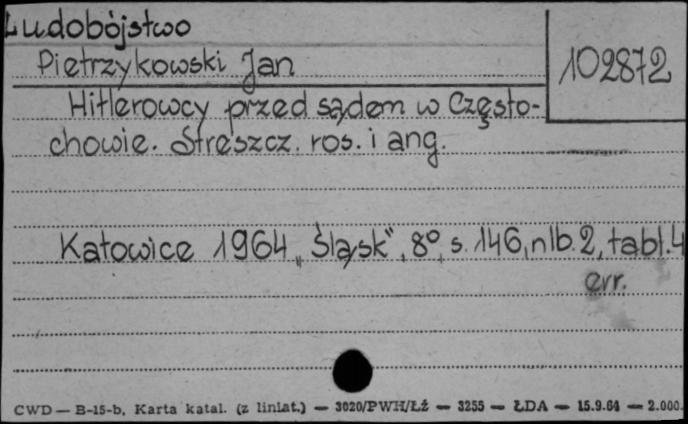 Ludobójstwo
Pietrzykowski Jan
102872
Hitlerowcy przed sądem w Często-
chowie. Streszcz. ros. i ang.
Katowice 1964 „Śląsk", 8°, s. 146, nlb. 2, tabl. 4
err.
CWD — B-15-b, Karta katal. (z liniat.) — 3020/PWH/Łź — 3255 — ŁDA — 15.9.64 — 2.000.